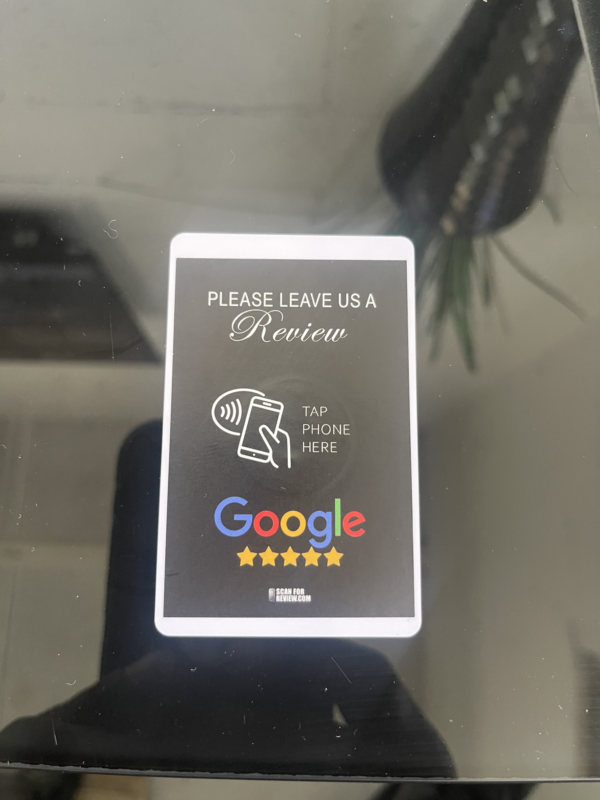 PLEASE LEAVE US A
Review
TAP
PHONE
HERE
Google
SCAN FOR
REVIEW.COM